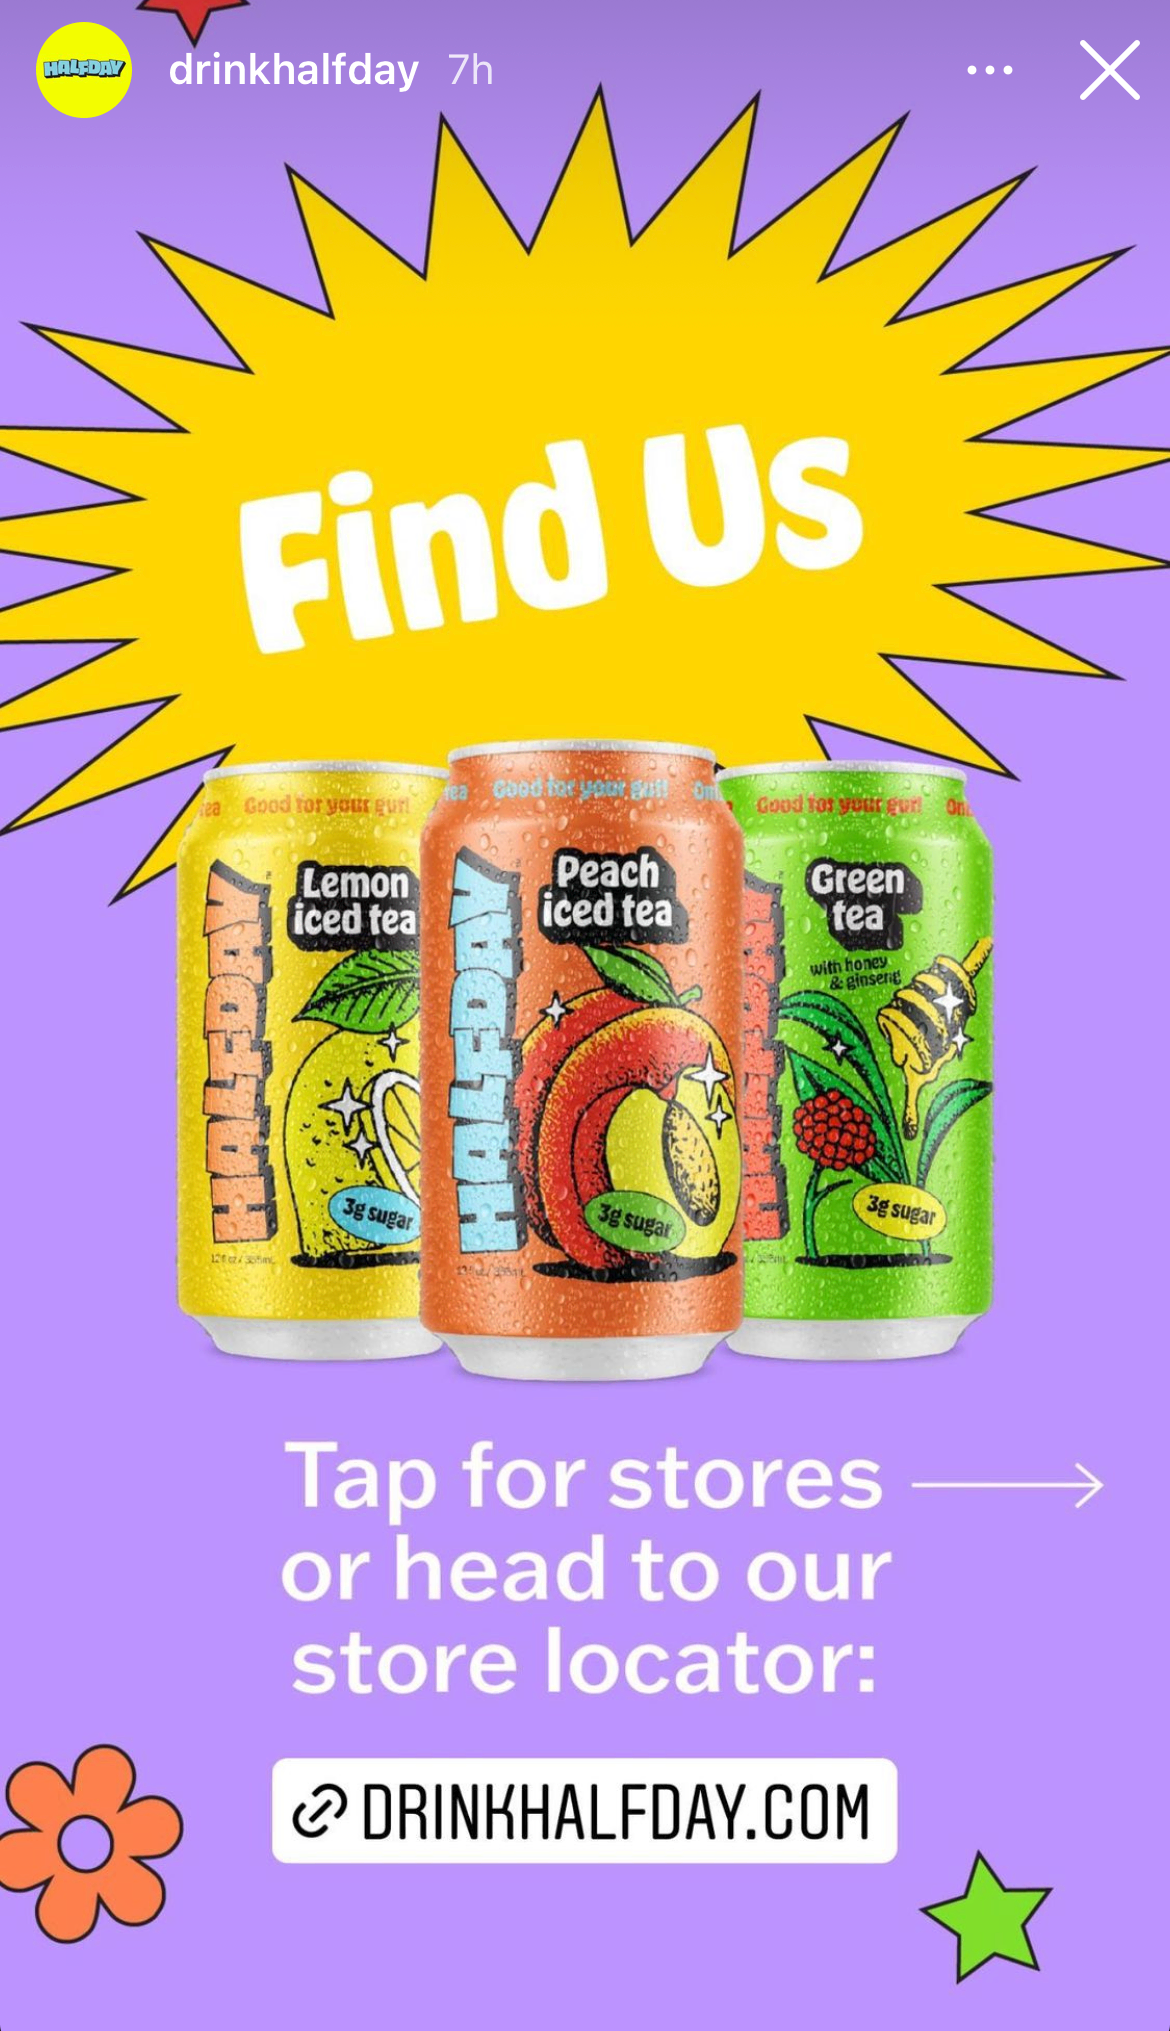 HALFDAY
drinkhalfday 7h
Find Us
Good for your gut!
Good for your gut!
Good for your gut!
Lemon
iced tea
Peach
iced tea
Green
tea
with honey
& ginseng
HALFDAY
HALFDAY
HALFDAY
3g sugar
3g sugar
3g sugar
Tap for stores
or head to our
store locator:
DRINKHALFDAY.COM